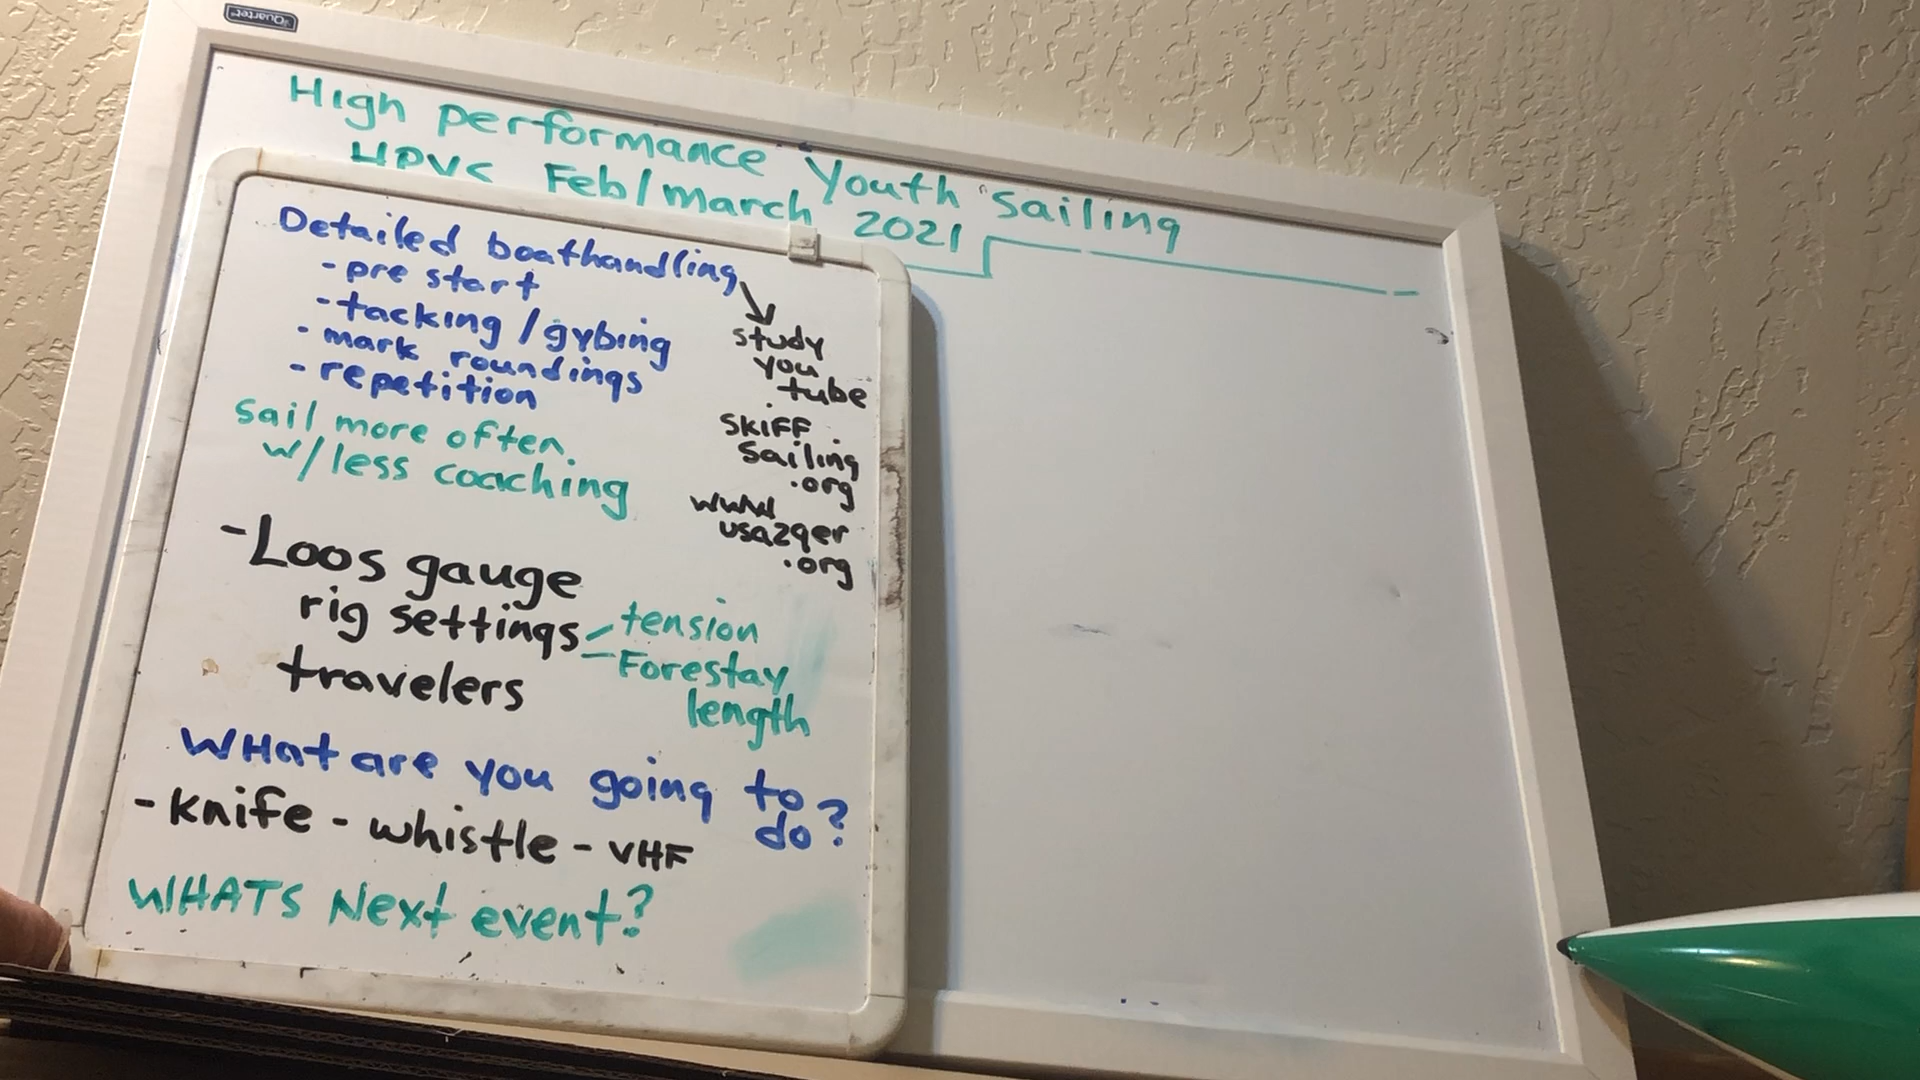 Quartet
High performance Youth Sailing
Feb/march 2021
Detailed boathandling
- pre start
- tacking / gybing
- mark roundings
- repetition
study
you
tube
SKiFF
Sailing
.org
www
usa29er
.org
Sail more often
w/less coaching
- Loos gauge
rig settings
tension
Forestay
length
travelers
WHat are you going to
do?
- knife - whistle - VHF
WHATS Next event?